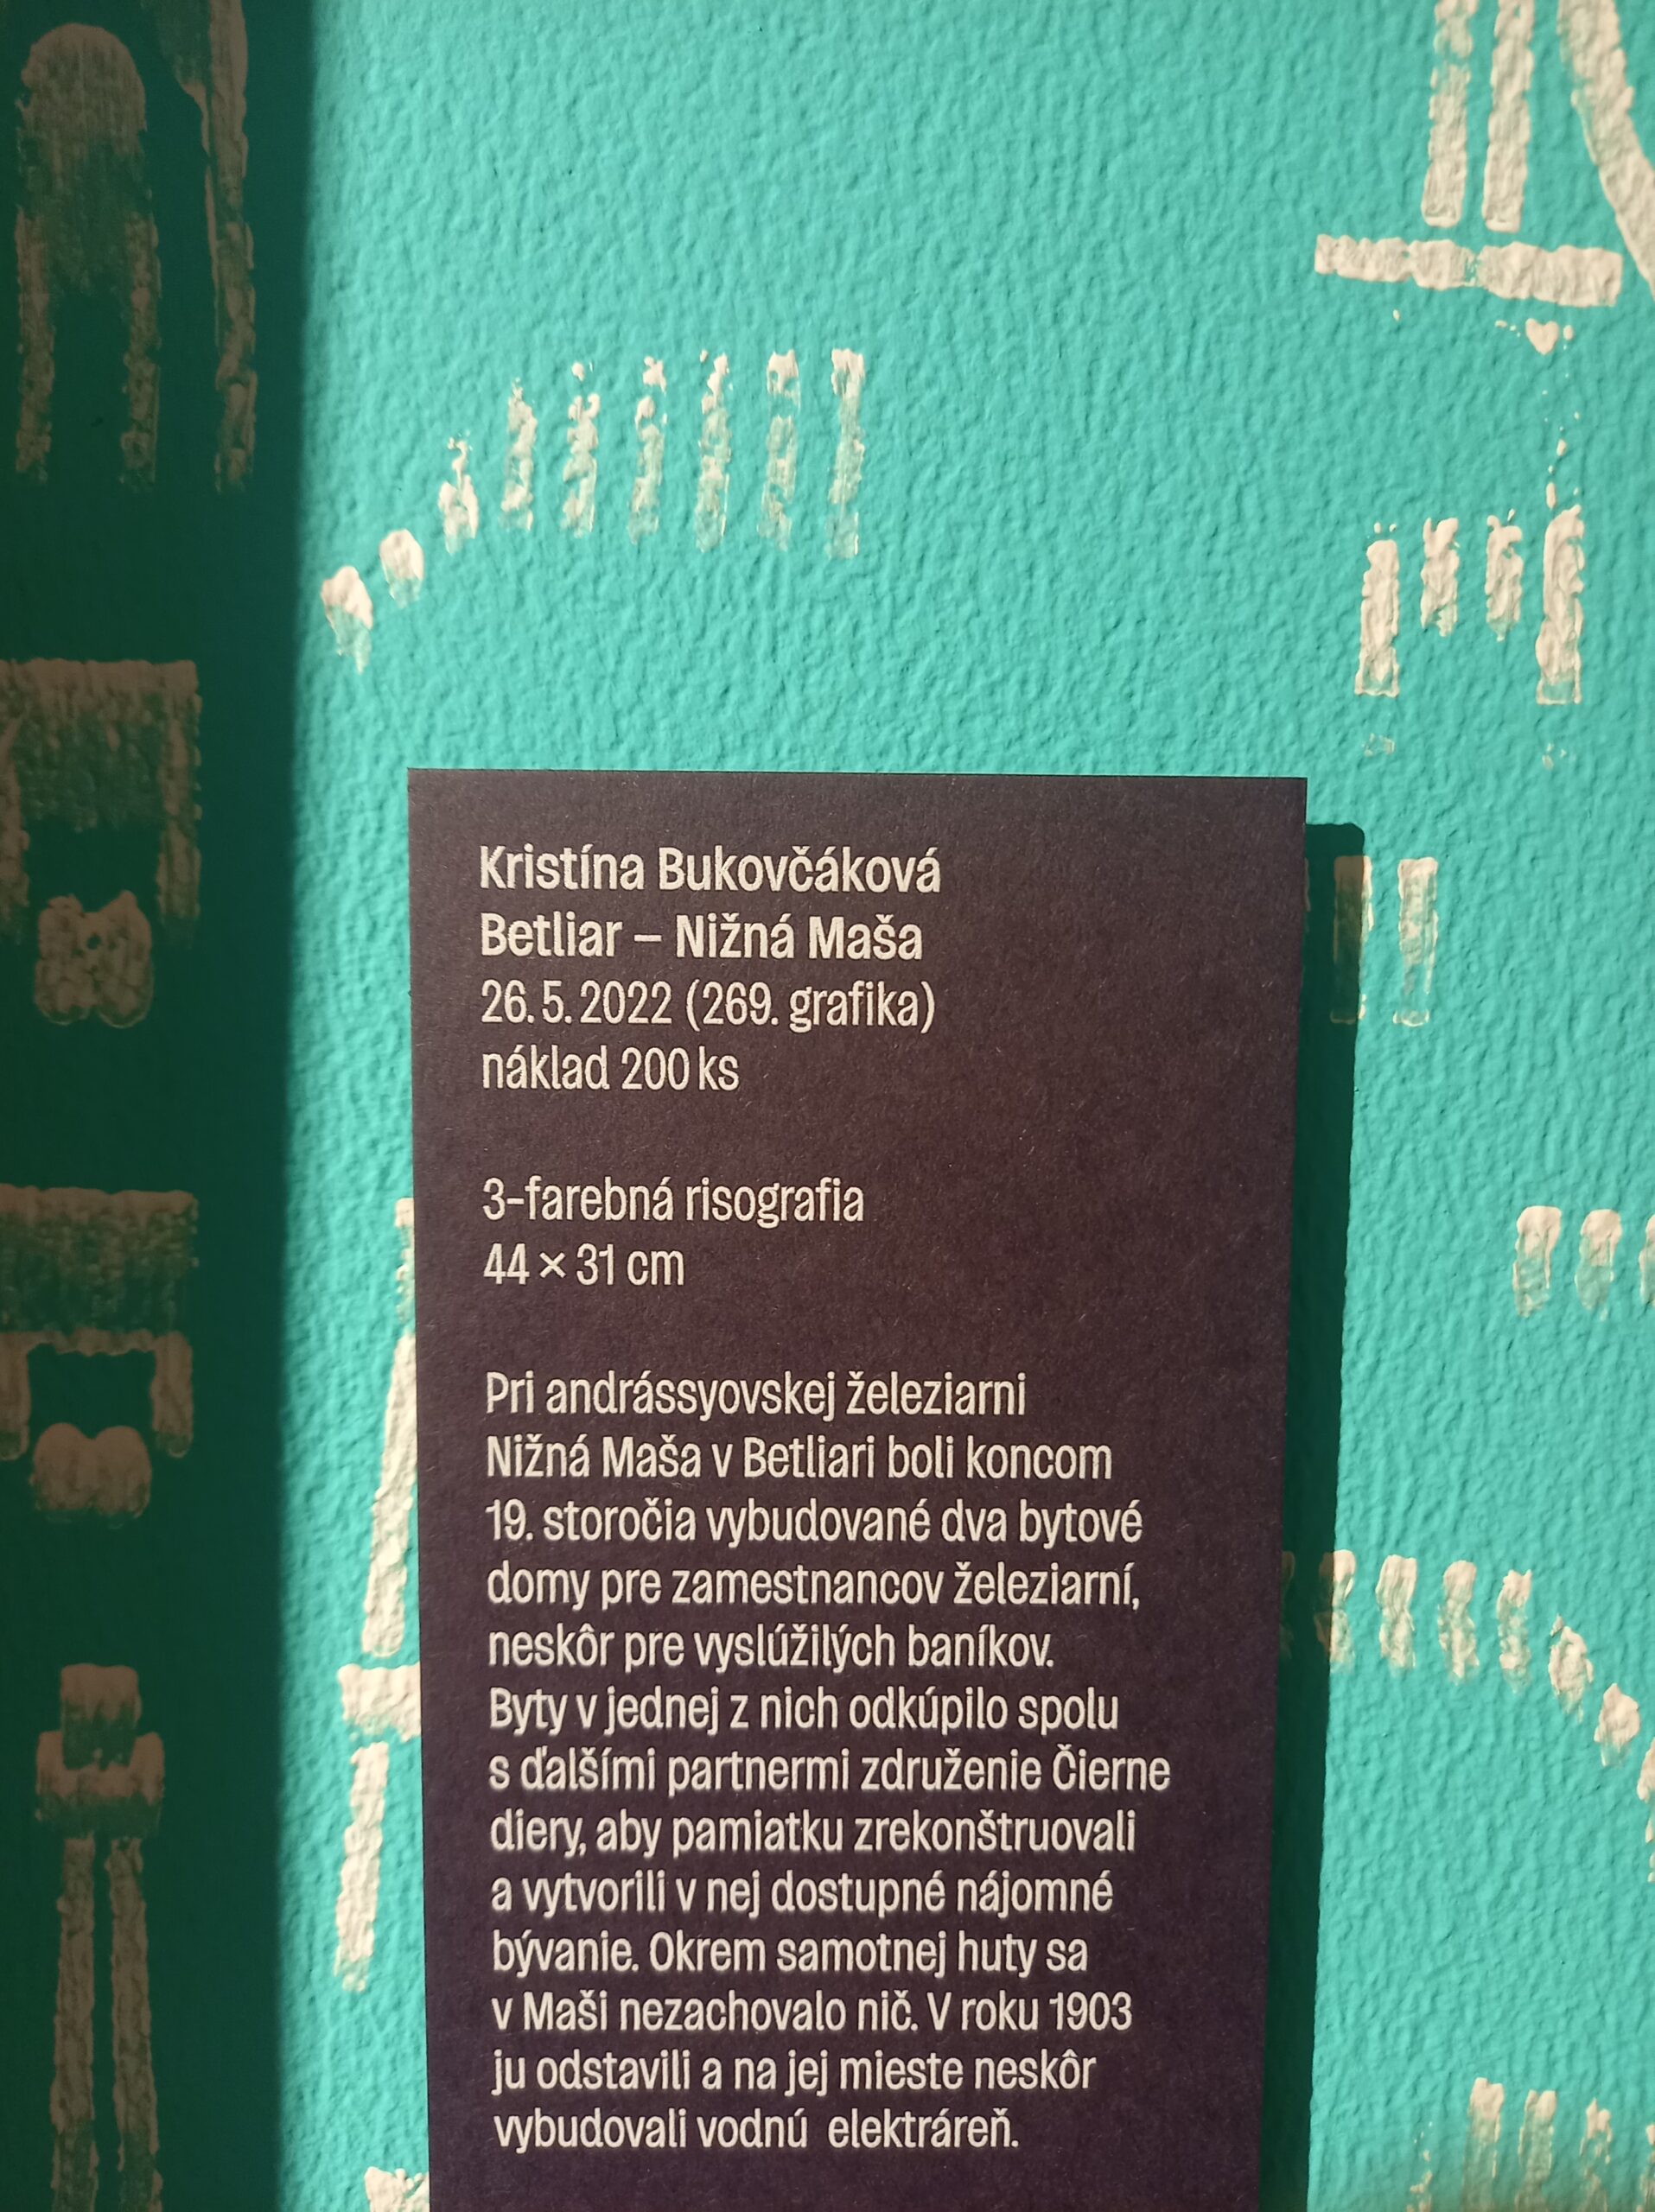 Kristína Bukovčáková
Betliar – Nižná Maša
26. 5. 2022 (269. grafika)
náklad 200 ks
3-farebná risografia
44 × 31 cm
Pri andrássyovskej železiarni
Nižná Maša v Betliari boli koncom
19. storočia vybudované dva bytové
domy pre zamestnancov železiarní,
neskôr pre vyslúžilých baníkov.
Byty v jednej z nich odkúpilo spolu
s ďalšími partnermi združenie Čierne
diery, aby pamiatku zrekonštruovali
a vytvorili v nej dostupné nájomné
bývanie. Okrem samotnej huty sa
v Maši nezachovalo nič. V roku 1903
ju odstavili a na jej mieste neskôr
vybudovali vodnú elektráreň.